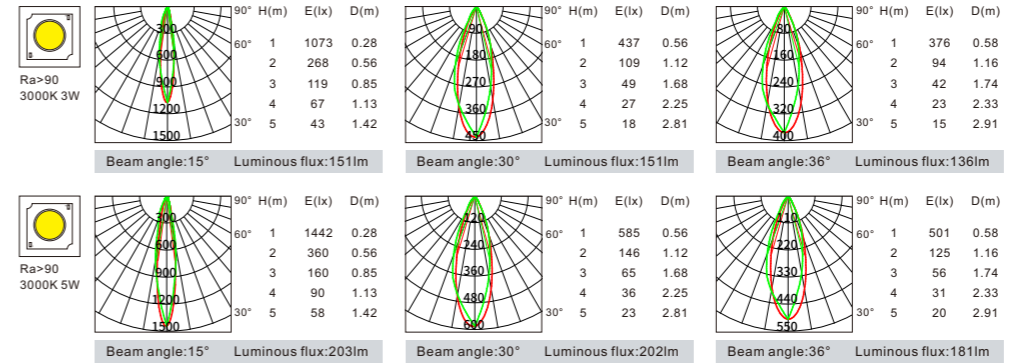 Ra>90
3000K 3W
300
600
900
1200
1500
90°
60°
30°
H(m) E(lx) D(m)
1 1073 0.28
2 268 0.56
3 119 0.85
4 67 1.13
5 43 1.42
Beam angle:15° Luminous flux:151lm
90
180
270
360
450
90°
60°
30°
H(m) E(lx) D(m)
1 437 0.56
2 109 1.12
3 49 1.68
4 27 2.25
5 18 2.81
Beam angle:30° Luminous flux:151lm
80
160
240
320
400
90°
60°
30°
H(m) E(lx) D(m)
1 376 0.58
2 94 1.16
3 42 1.74
4 23 2.33
5 15 2.91
Beam angle:36° Luminous flux:136lm
Ra>90
3000K 5W
300
600
900
1200
1500
90°
60°
30°
H(m) E(lx) D(m)
1 1442 0.28
2 360 0.56
3 160 0.85
4 90 1.13
5 58 1.42
Beam angle:15° Luminous flux:203lm
120
240
360
480
600
90°
60°
30°
H(m) E(lx) D(m)
1 585 0.56
2 146 1.12
3 65 1.68
4 36 2.25
5 23 2.81
Beam angle:30° Luminous flux:202lm
110
220
330
440
550
90°
60°
30°
H(m) E(lx) D(m)
1 501 0.58
2 125 1.16
3 56 1.74
4 31 2.33
5 20 2.91
Beam angle:36° Luminous flux:181lm